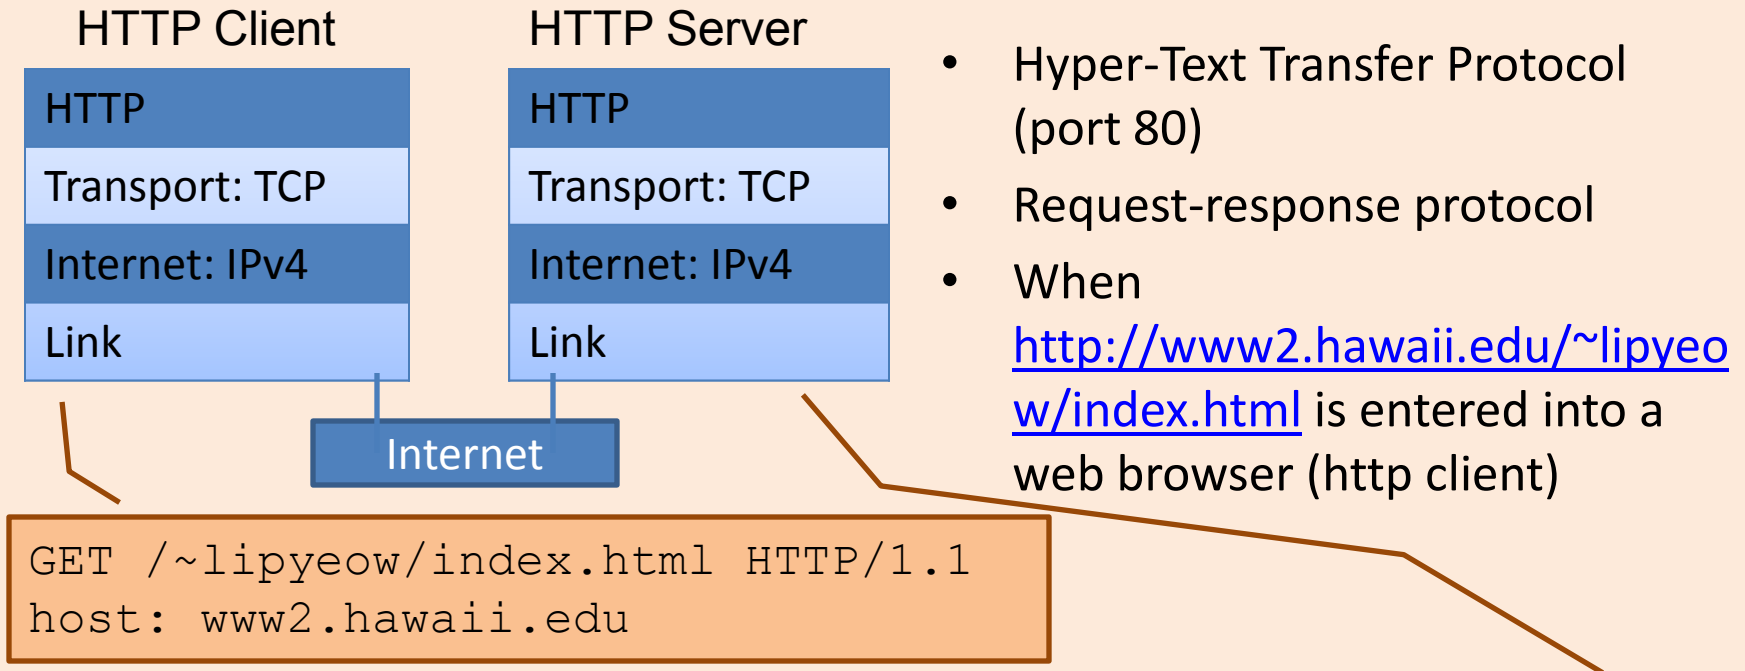 HTTP Client
HTTP
Transport: TCP
Internet: IPv4
Link
HTTP Server
HTTP
Transport: TCP
Internet: IPv4
Link
Internet
GET /~lipyeow/index.html HTTP/1.1
host: www2.hawaii.edu
• Hyper-Text Transfer Protocol
(port 80)
• Request-response protocol
• When
http://www2.hawaii.edu/~lipyeo
w/index.html is entered into a
web browser (http client)